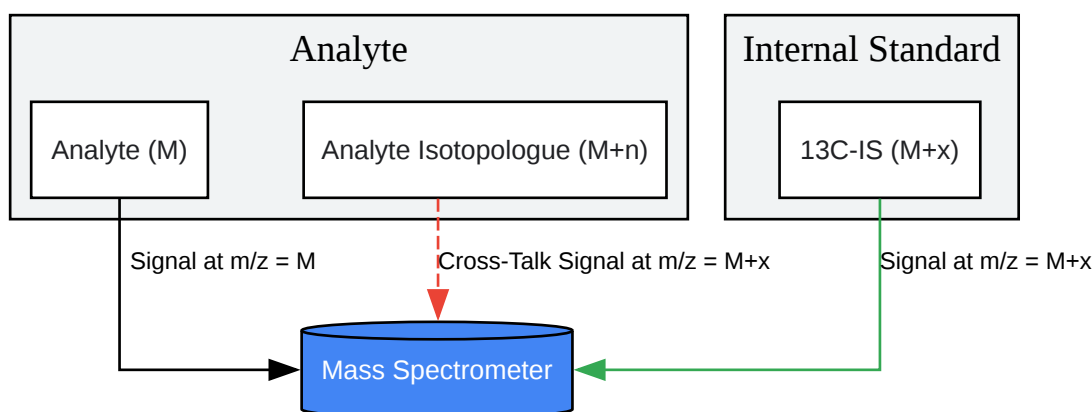 Analyte
Internal Standard
Analyte (M)
Analyte Isotopologue (M+n)
13C-IS (M+x)
Signal at m/z = M
Cross-Talk Signal at m/z = M+x
Signal at m/z = M+x
Mass Spectrometer